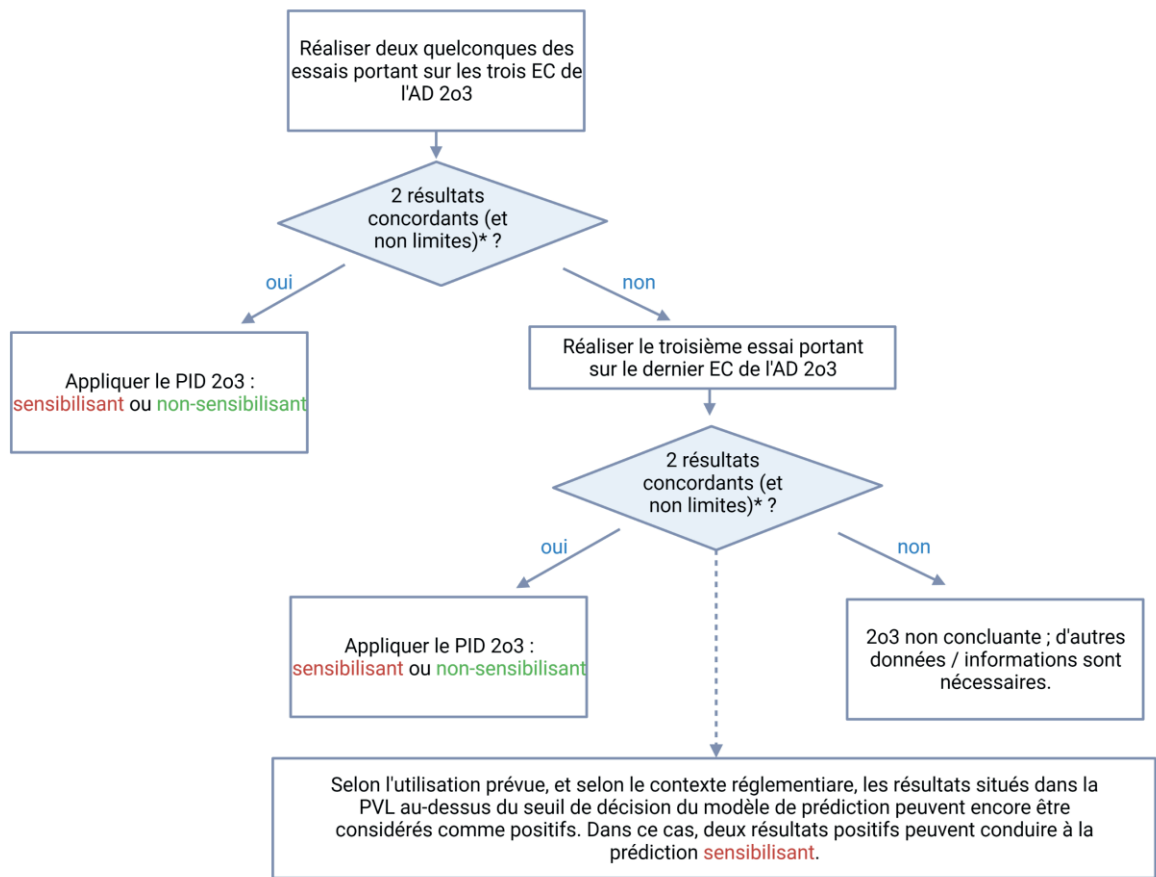 Réaliser deux quelconques des
essais portant sur les trois EC de
l'AD 2o3
2 résultats
concordants (et
non limites)* ?
oui
non
Appliquer le PID 2o3 :
sensibilisant ou non-sensibilisant
Réaliser le troisième essai portant
sur le dernier EC de l'AD 2o3
2 résultats
concordants (et
non limites)* ?
oui
non
Appliquer le PID 2o3 :
sensibilisant ou non-sensibilisant
2o3 non concluante ; d'autres
données / informations sont
nécessaires.
Selon l'utilisation prévue, et selon le contexte réglementiare, les résultats situés dans la
PVL au-dessus du seuil de décision du modèle de prédiction peuvent encore être
considérés comme positifs. Dans ce cas, deux résultats positifs peuvent conduire à la
prédiction sensibilisant.